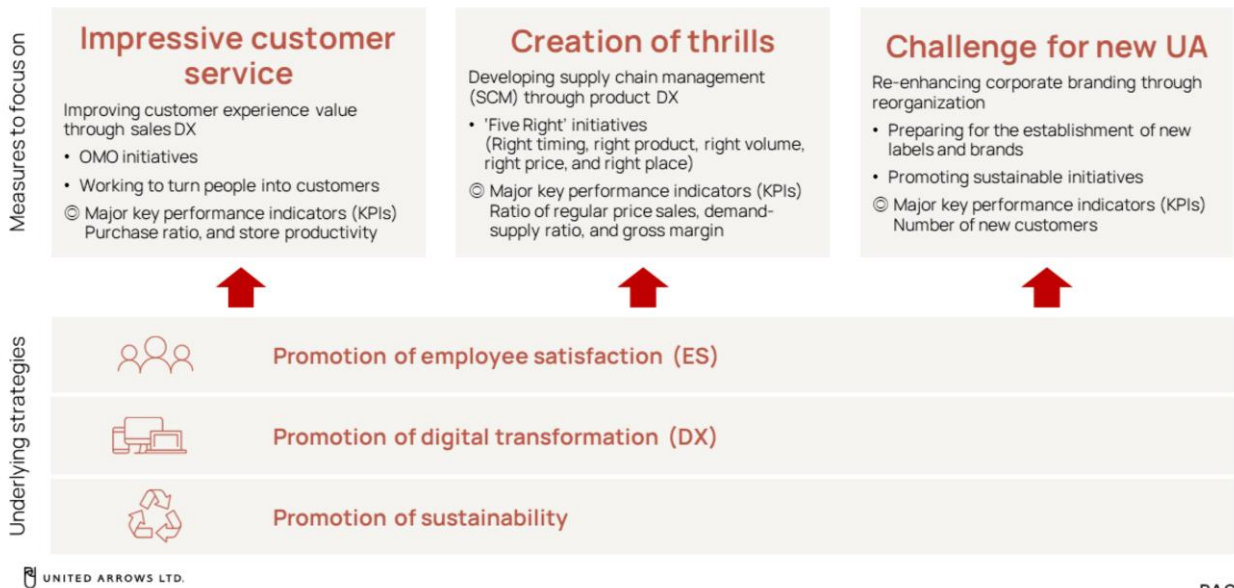 Measures to focus on
Impressive customer
service
Improving customer experience value
through sales DX
• OMO initiatives
• Working to turn people into customers
◎ Major key performance indicators (KPIs)
Purchase ratio, and store productivity
Creation of thrills
Developing supply chain management
(SCM) through product DX
• ‘Five Right’ initiatives
(Right timing, right product, right volume,
right price, and right place)
◎ Major key performance indicators (KPIs)
Ratio of regular price sales, demand-
supply ratio, and gross margin
Challenge for new UA
Re-enhancing corporate branding through
reorganization
• Preparing for the establishment of new
labels and brands
• Promoting sustainable initiatives
◎ Major key performance indicators (KPIs)
Number of new customers
Underlying strategies
Promotion of employee satisfaction (ES)
Promotion of digital transformation (DX)
Promotion of sustainability
UNITED ARROWS LTD.